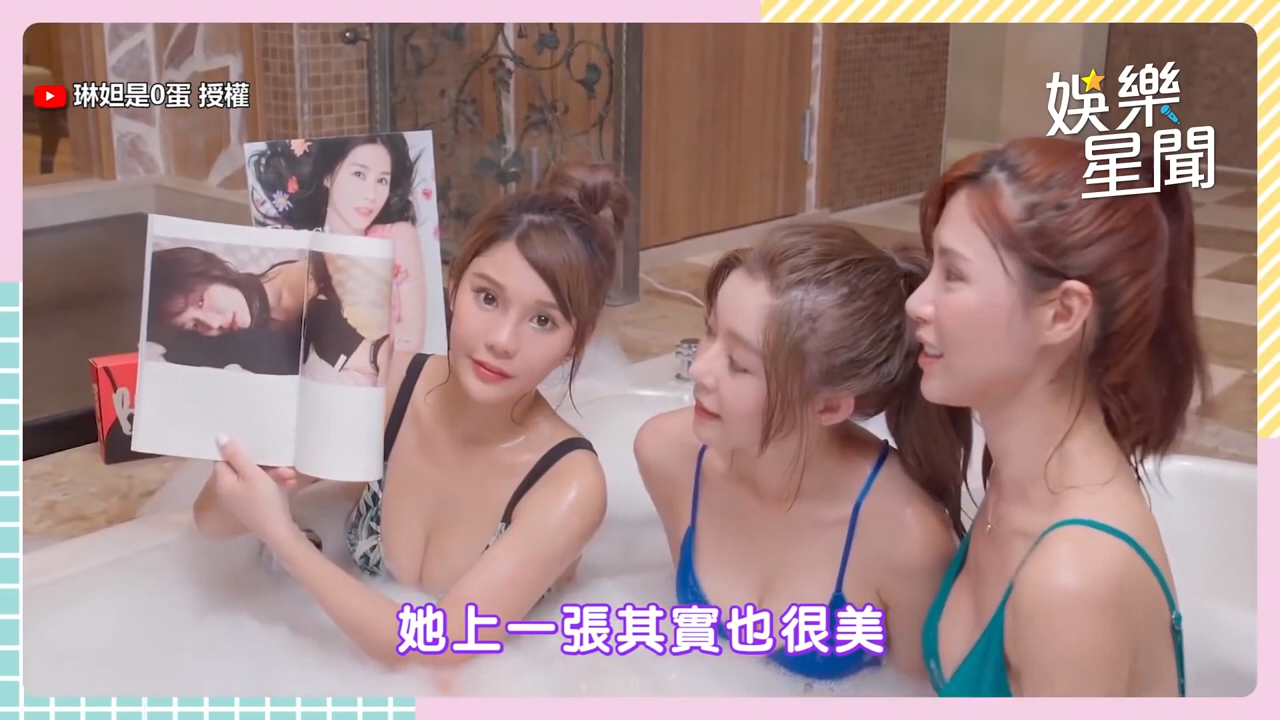 琳妲是0蛋 授權
娛樂
星聞
她上一張其實也很美